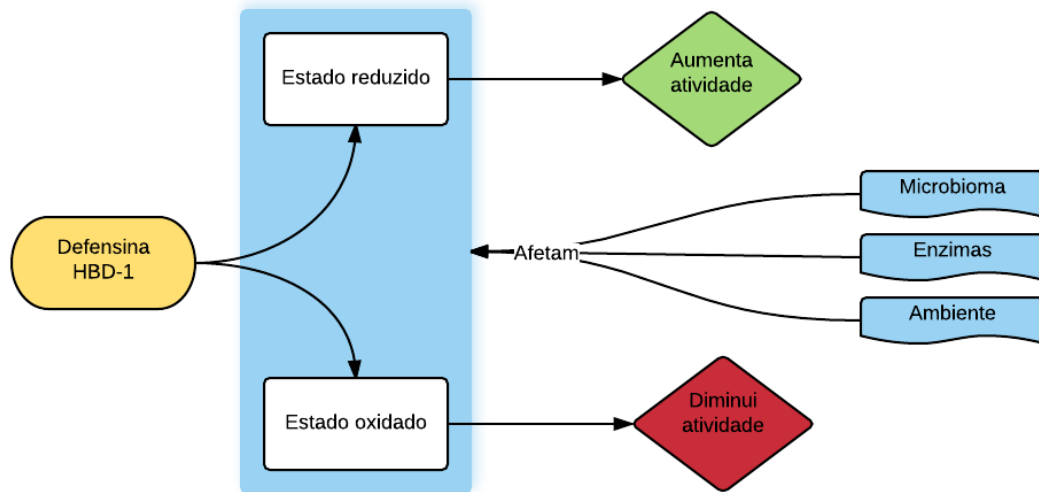 Estado reduzido
Aumenta
atividade
Defensina
HBD-1
Afetam
Microbioma
Enzimas
Ambiente
Estado oxidado
Diminui
atividade